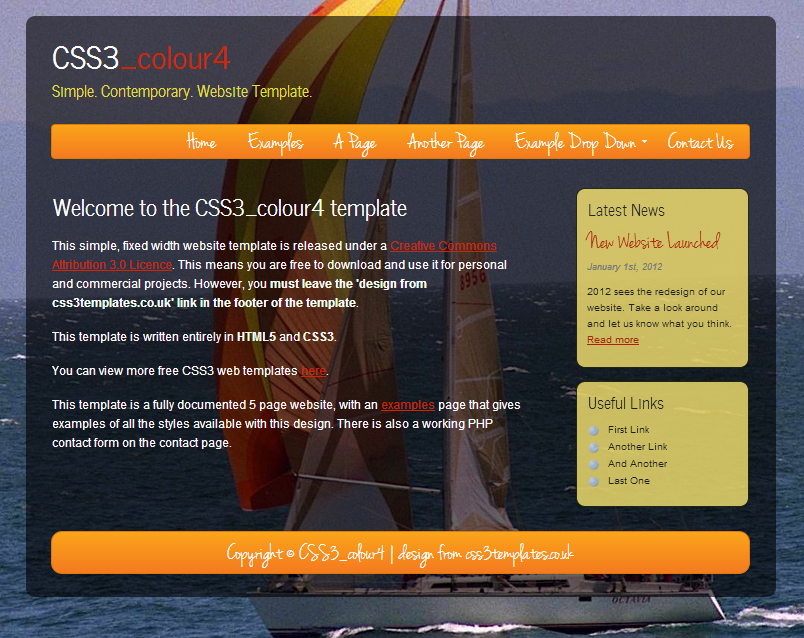 CSS3_colour4
Simple. Contemporary. Website Template.
Home Examples A Page Another Page Example Drop Down Contact Us
Welcome to the CSS3_colour4 template
This simple, fixed width website template is released under a Creative Commons
Attribution 3.0 Licence. This means you are free to download and use it for personal
and commercial projects. However, you must leave the 'design from
css3templates.co.uk' link in the footer of the template.
This template is written entirely in HTML5 and CSS3.
You can view more free CSS3 web templates here.
This template is a fully documented 5 page website, with an examples page that gives
examples of all the styles available with this design. There is also a working PHP
contact form on the contact page.
8956
Latest News
New Website Launched
January 1st, 2012
2012 sees the redesign of our
website. Take a look around
and let us know what you think.
Read more
Useful Links
First Link
Another Link
And Another
Last One
Copyright © CSS3_colour4 | design from css3templates.co.uk
OCTAVIA